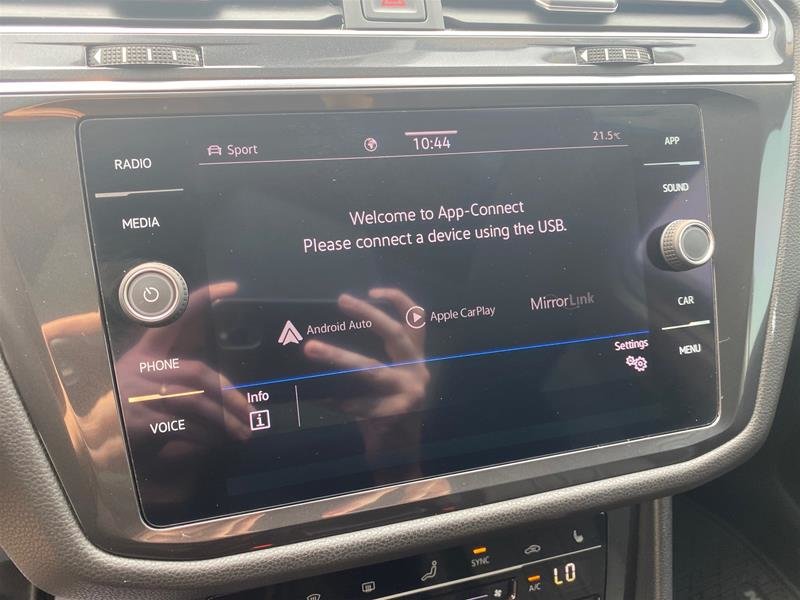 Sport
10:44
21.5°C
RADIO
MEDIA
PHONE
VOICE
APP
SOUND
CAR
MENU
Welcome to App-Connect
Please connect a device using the USB.
Android Auto
Apple CarPlay
MirrorLink
Settings
Info
i
SYNC
A/C
LO